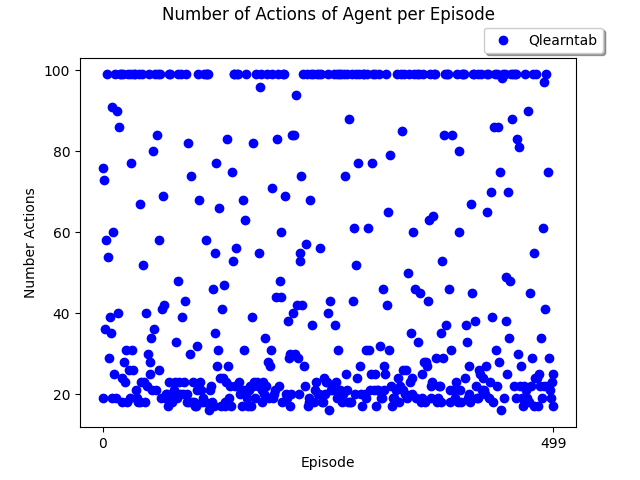 Number of Actions of Agent per Episode
Qlearntab
100
80
60
40
20
Number Actions
0
499
Episode